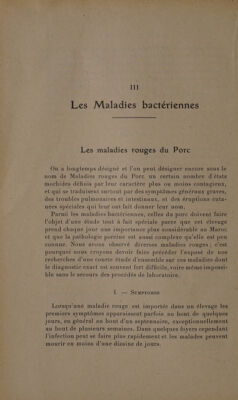 III
Les Maladies bactériennes
Les maladies rouges du Porc
On a longtemps désigné et l'on peut désigner encore sous le
nom de Maladies rouges du Porc un certain nombre d'états
morbides définis par leur caractère plus ou moins contagieux,
et qui se traduisent surtout par des symptômes généraux graves,
des troubles pulmonaires et intestinaux, et des éruptions cuta-
nées spéciales qui leur ont fait donner leur nom.
Parmi les maladies bactériennes, celles du porc doivent faire
l'objet d'une étude tout à fait spéciale parce que cet élevage
prend chaque jour une importance plus considérable au Maroc
et que la pathologie porcine est aussi complexe qu'elle est peu
connue. Nous avons observé diverses maladies rouges : c'est
pourquoi nous croyons devoir faire précéder l'exposé de nos
recherches d'une courte étude d'ensemble sur ces maladies dont
le diagnostic exact est souvent fort difficile, voire même impossi-
ble sans le secours des procédés de laboratoire.
I. — Symptomes
Lorsqu'une maladie rouge est importée dans un élevage les
premiers symptômes apparaissent parfois au bout de quelques
jours, en général au bout d'un septenaire, exceptionnellement
au bout de plusieurs semaines. Dans quelques foyers cependant
l'infection peut se faire plus rapidement et les malades peuvent
mourir en moins d'une dizaine de jours.